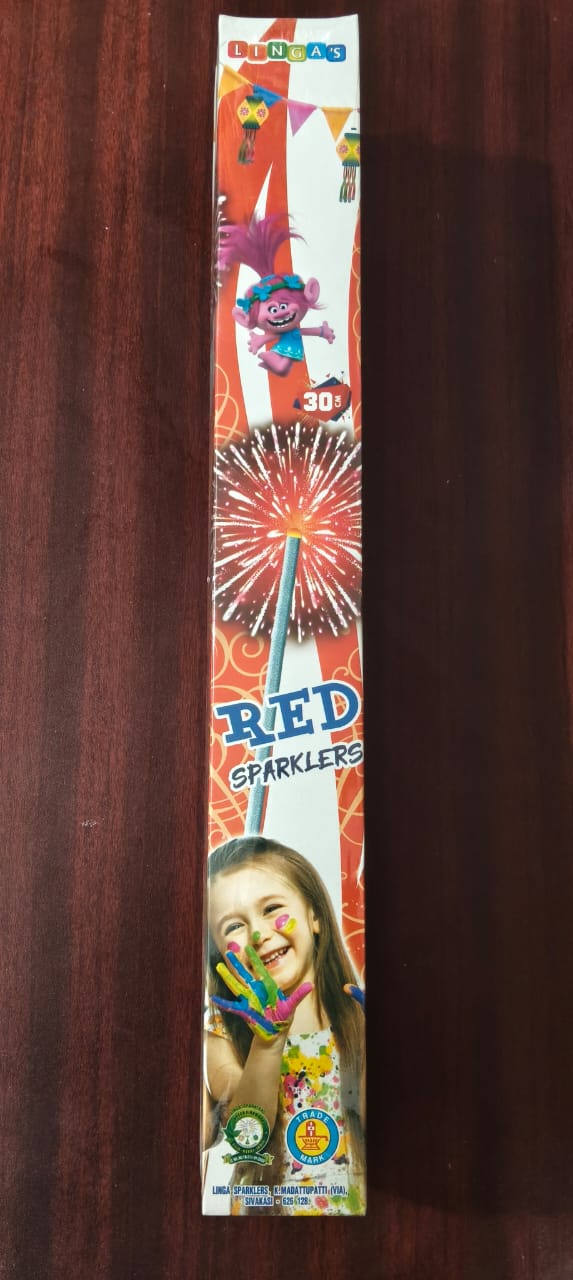 LINGA'S
30 CM
RED
SPARKLERS
TRADE
MARK
LINGA SPARKLERS, K.MADATTUPATTI (VIA),
SIVAKASI - 626 128.